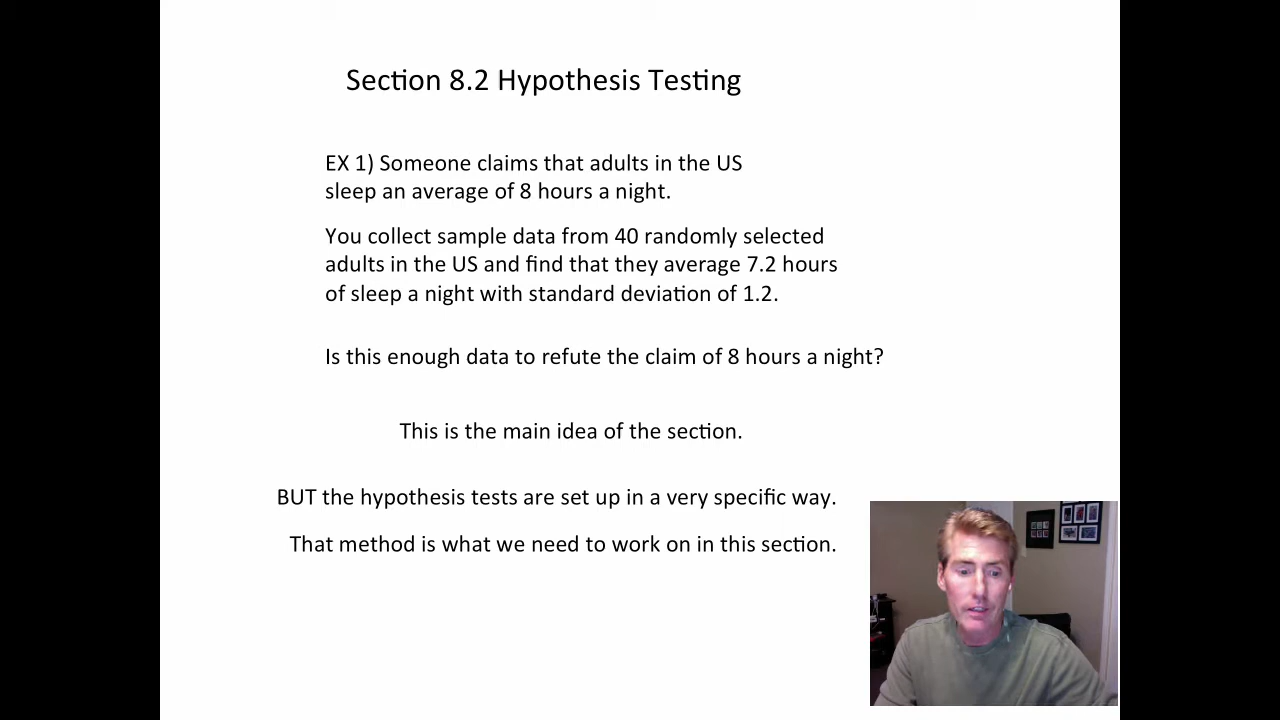 Section 8.2 Hypothesis Testing
EX 1) Someone claims that adults in the US
sleep an average of 8 hours a night.
You collect sample data from 40 randomly selected
adults in the US and find that they average 7.2 hours
of sleep a night with standard deviation of 1.2.
Is this enough data to refute the claim of 8 hours a night?
This is the main idea of the section.
BUT the hypothesis tests are set up in a very specific way.
That method is what we need to work on in this section.